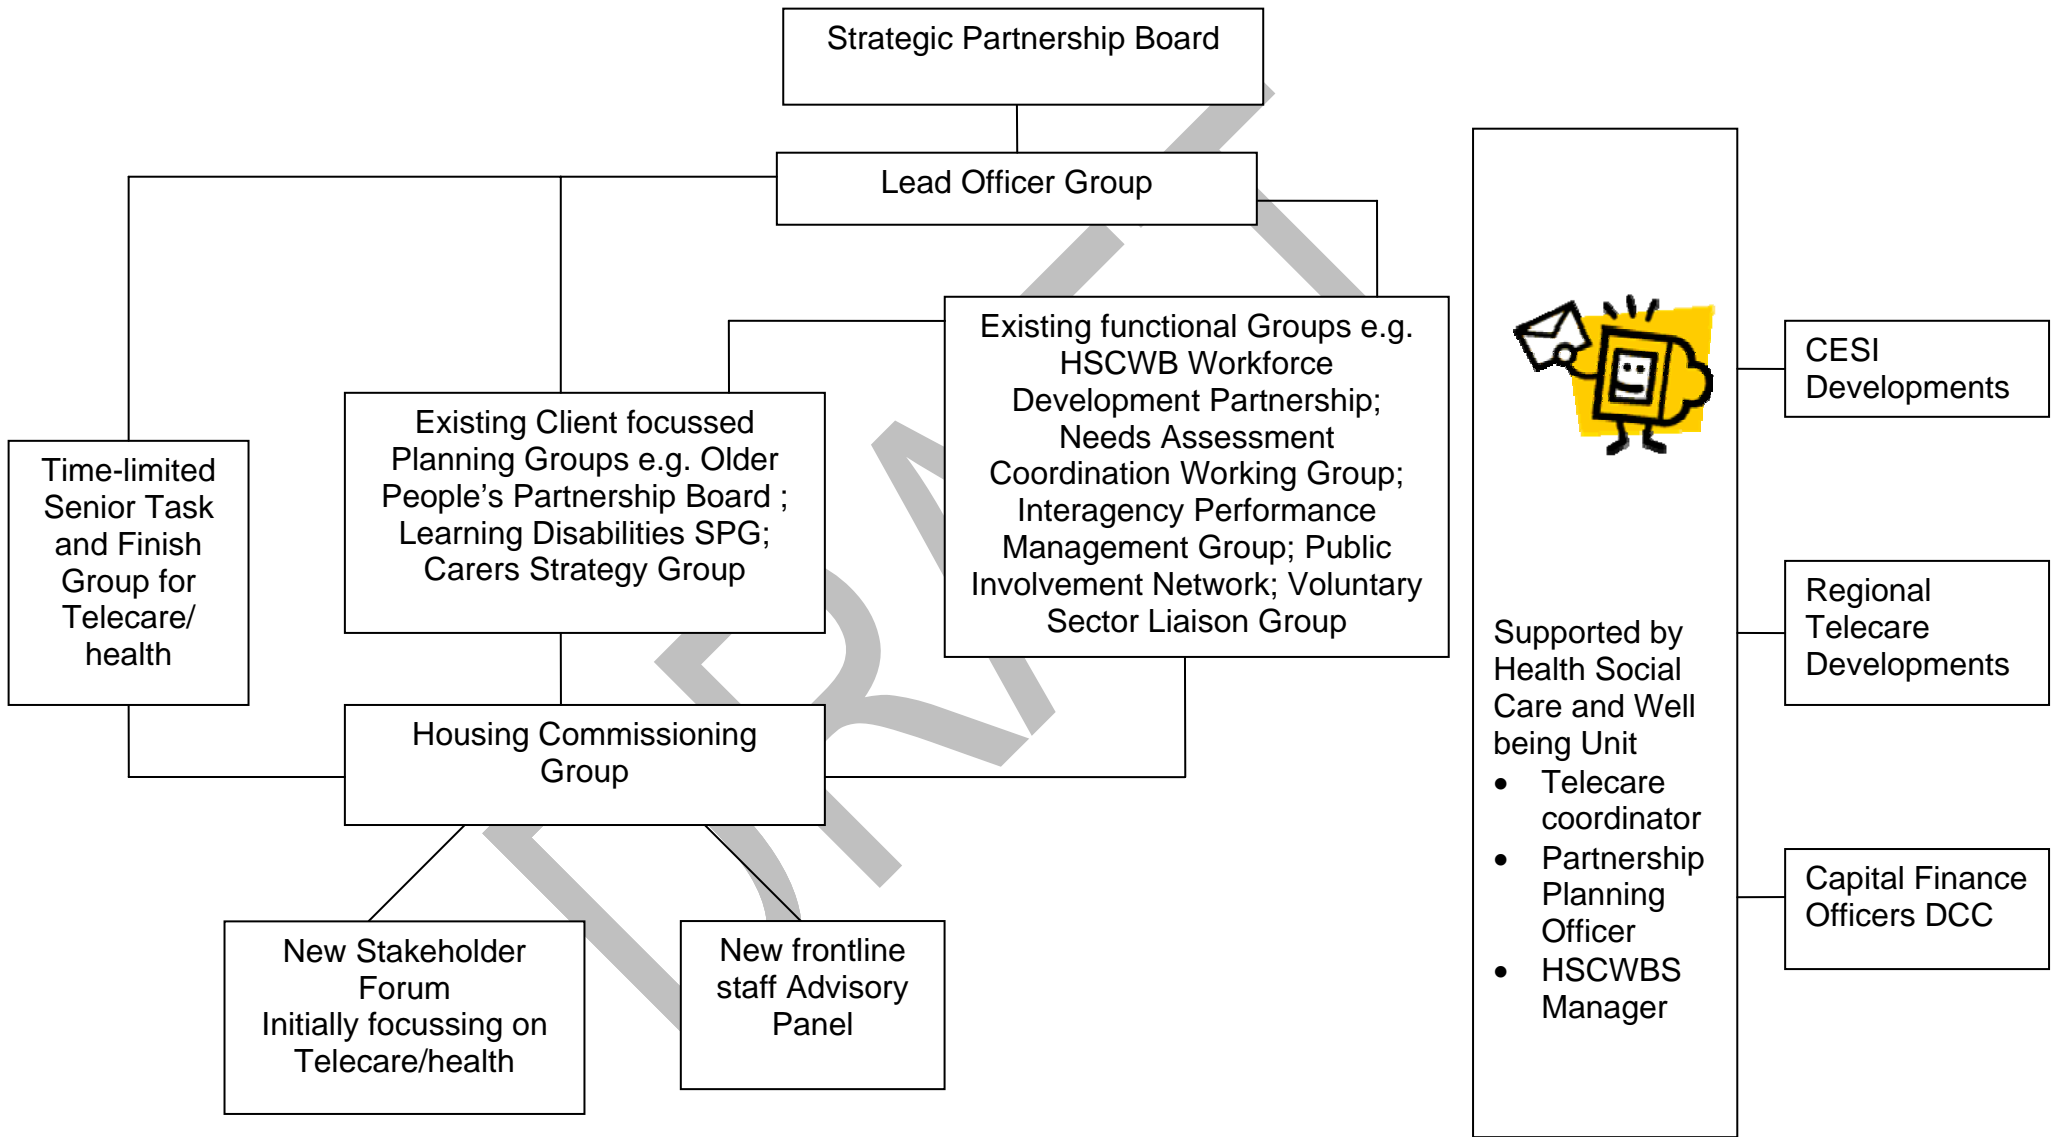 Strategic Partnership Board
Lead Officer Group
Time-limited
Senior Task
and Finish
Group for
Telecare/
health
Existing Client focussed
Planning Groups e.g. Older
People’s Partnership Board ;
Learning Disabilities SPG;
Carers Strategy Group
Existing functional Groups e.g.
HSCWB Workforce
Development Partnership;
Needs Assessment
Coordination Working Group;
Interagency Performance
Management Group; Public
Involvement Network; Voluntary
Sector Liaison Group
Housing Commissioning
Group
New Stakeholder
Forum
Initially focussing on
Telecare/health
New frontline
staff Advisory
Panel
Supported by
Health Social
Care and Well
being Unit
• Telecare
coordinator
• Partnership
Planning
Officer
• HSCWBS
Manager
CESI
Developments
Regional
Telecare
Developments
Capital Finance
Officers DCC
DRAFT